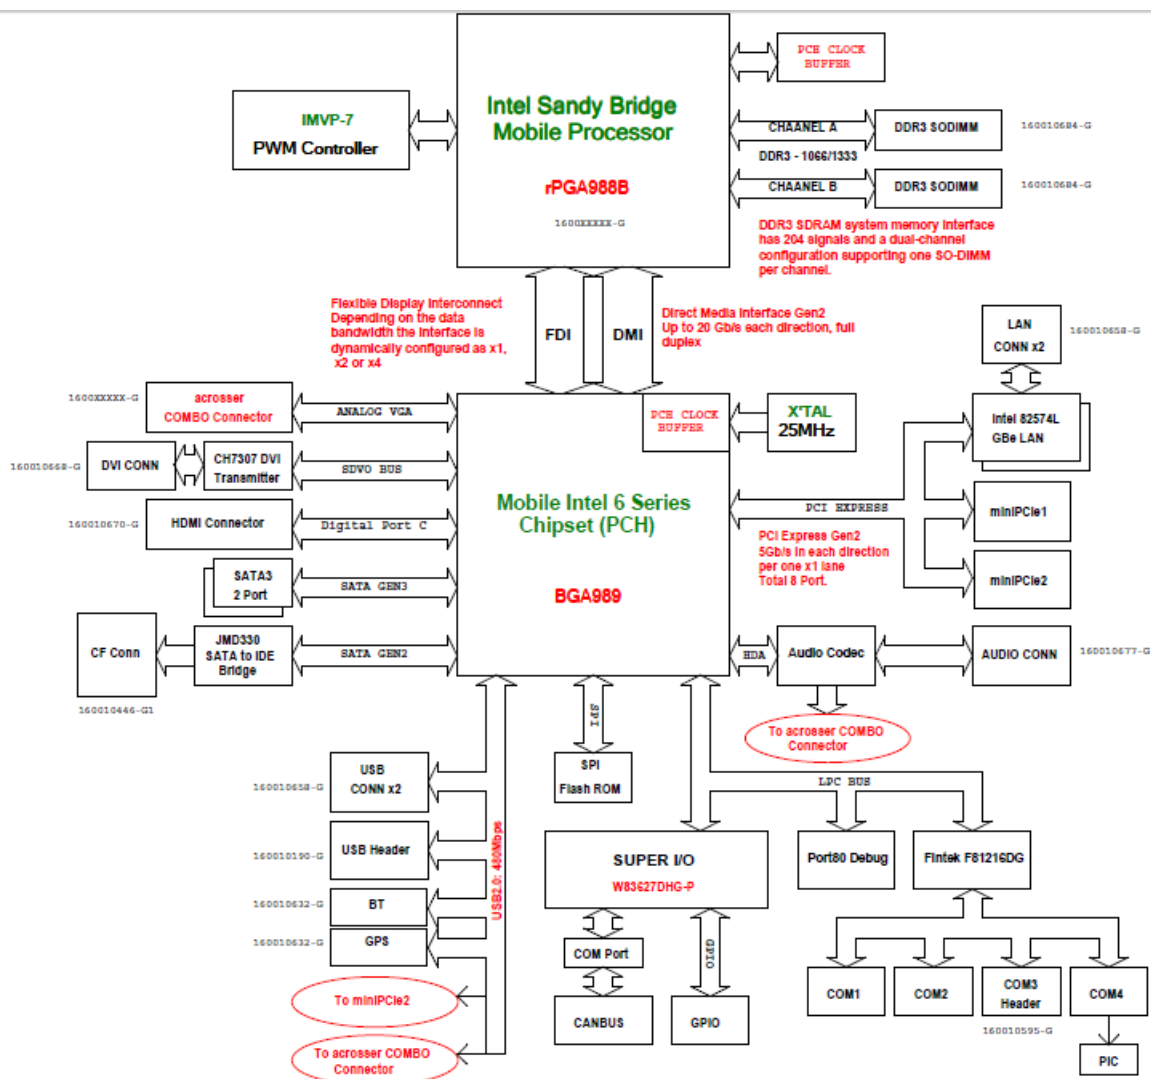 PCH CLOCK
BUFFER
Intel Sandy Bridge
Mobile Processor
rPGA988B
1600XXXXX-G
IMVP-7
PWM Controller
CHAANEL A
DDR3 SODIMM
160010684-G
DDR3 - 1066/1333
CHAANEL B
DDR3 SODIMM
160010684-G
DDR3 SDRAM system memory interface
has 204 signals and a dual-channel
configuration supporting one SO-DIMM
per channel.
Flexible Display Interconnect
Depending on the data
bandwidth the interface is
dynamically configured as x1,
x2 or x4
FDI
DMI
Direct Media Interface Gen2
Up to 20 Gb/s each direction, full
duplex
LAN
CONN x2
160010658-G
1600XXXXX-G
acrosser
COMBO Connector
ANALOG VGA
PCH CLOCK
BUFFER
X'TAL
25MHz
Intel 82574L
GBe LAN
160010668-G
DVI CONN
CH7307 DVI
Transmitter
SDVO BUS
Mobile Intel 6 Series
Chipset (PCH)
BGA989
PCI EXPRESS
miniPCIe1
160010670-G
HDMI Connector
Digital Port C
PCI Express Gen2
5Gb/s in each direction
per one x1 lane
Total 8 Port.
miniPCIe2
SATA3
2 Port
SATA GEN3
CF Conn
160010446-G1
JMD330
SATA to IDE
Bridge
SATA GEN2
HDA
Audio Codec
AUDIO CONN
160010677-G
To acrosser COMBO
Connector
SPI
SPI
Flash ROM
LPC BUS
160010658-G
USB
CONN x2
160010190-G
USB Header
160010632-G
BT
160010632-G
GPS
USB2.0: 480Mbps
To miniPCIe2
To acrosser COMBO
Connector
SUPER I/O
W83627DHG-P
Port80 Debug
Fintek F81216DG
COM Port
GPIO
CANBUS
GPIO
COM1
COM2
COM3
Header
160010595-G
COM4
PIC